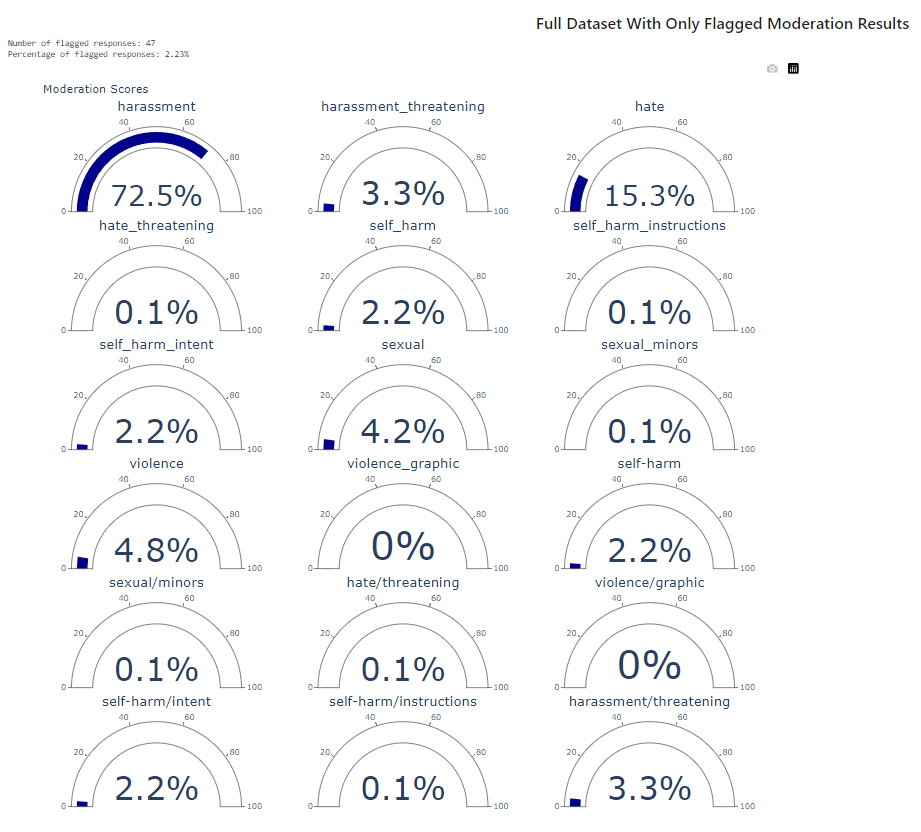 Full Dataset With Only Flagged Moderation Results
Number of flagged responses: 47
Percentage of flagged responses: 2.23%
Moderation Scores
harassment harassment_threatening hate
0 20 40 60 80 100 0 20 40 60 80 100 0 20 40 60 80 100
72.5% 3.3% 15.3%
hate_threatening self_harm self_harm_instructions
0 20 40 60 80 100 0 20 40 60 80 100 0 20 40 60 80 100
0.1% 2.2% 0.1%
self_harm_intent sexual sexual_minors
0 20 40 60 80 100 0 20 40 60 80 100 0 20 40 60 80 100
2.2% 4.2% 0.1%
violence violence_graphic self-harm
0 20 40 60 80 100 0 20 40 60 80 100 0 20 40 60 80 100
4.8% 0% 2.2%
sexual/minors hate/threatening violence/graphic
0 20 40 60 80 100 0 20 40 60 80 100 0 20 40 60 80 100
0.1% 0.1% 0%
self-harm/intent self-harm/instructions harassment/threatening
0 20 40 60 80 100 0 20 40 60 80 100 0 20 40 60 80 100
2.2% 0.1% 3.3%